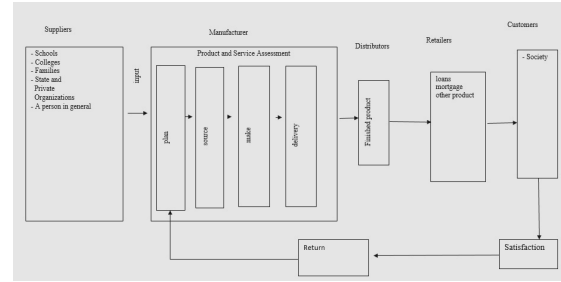 Suppliers
Manufacturer
Distributors
Retailers
Customers
- Schools
- Colleges
- Families
- State and
Private
Organizations
- A person in general
input
Product and Service Assessment
plan
source
make
delivery
Finished product
loans
mortgage
other product
- Society
Return
Satisfaction